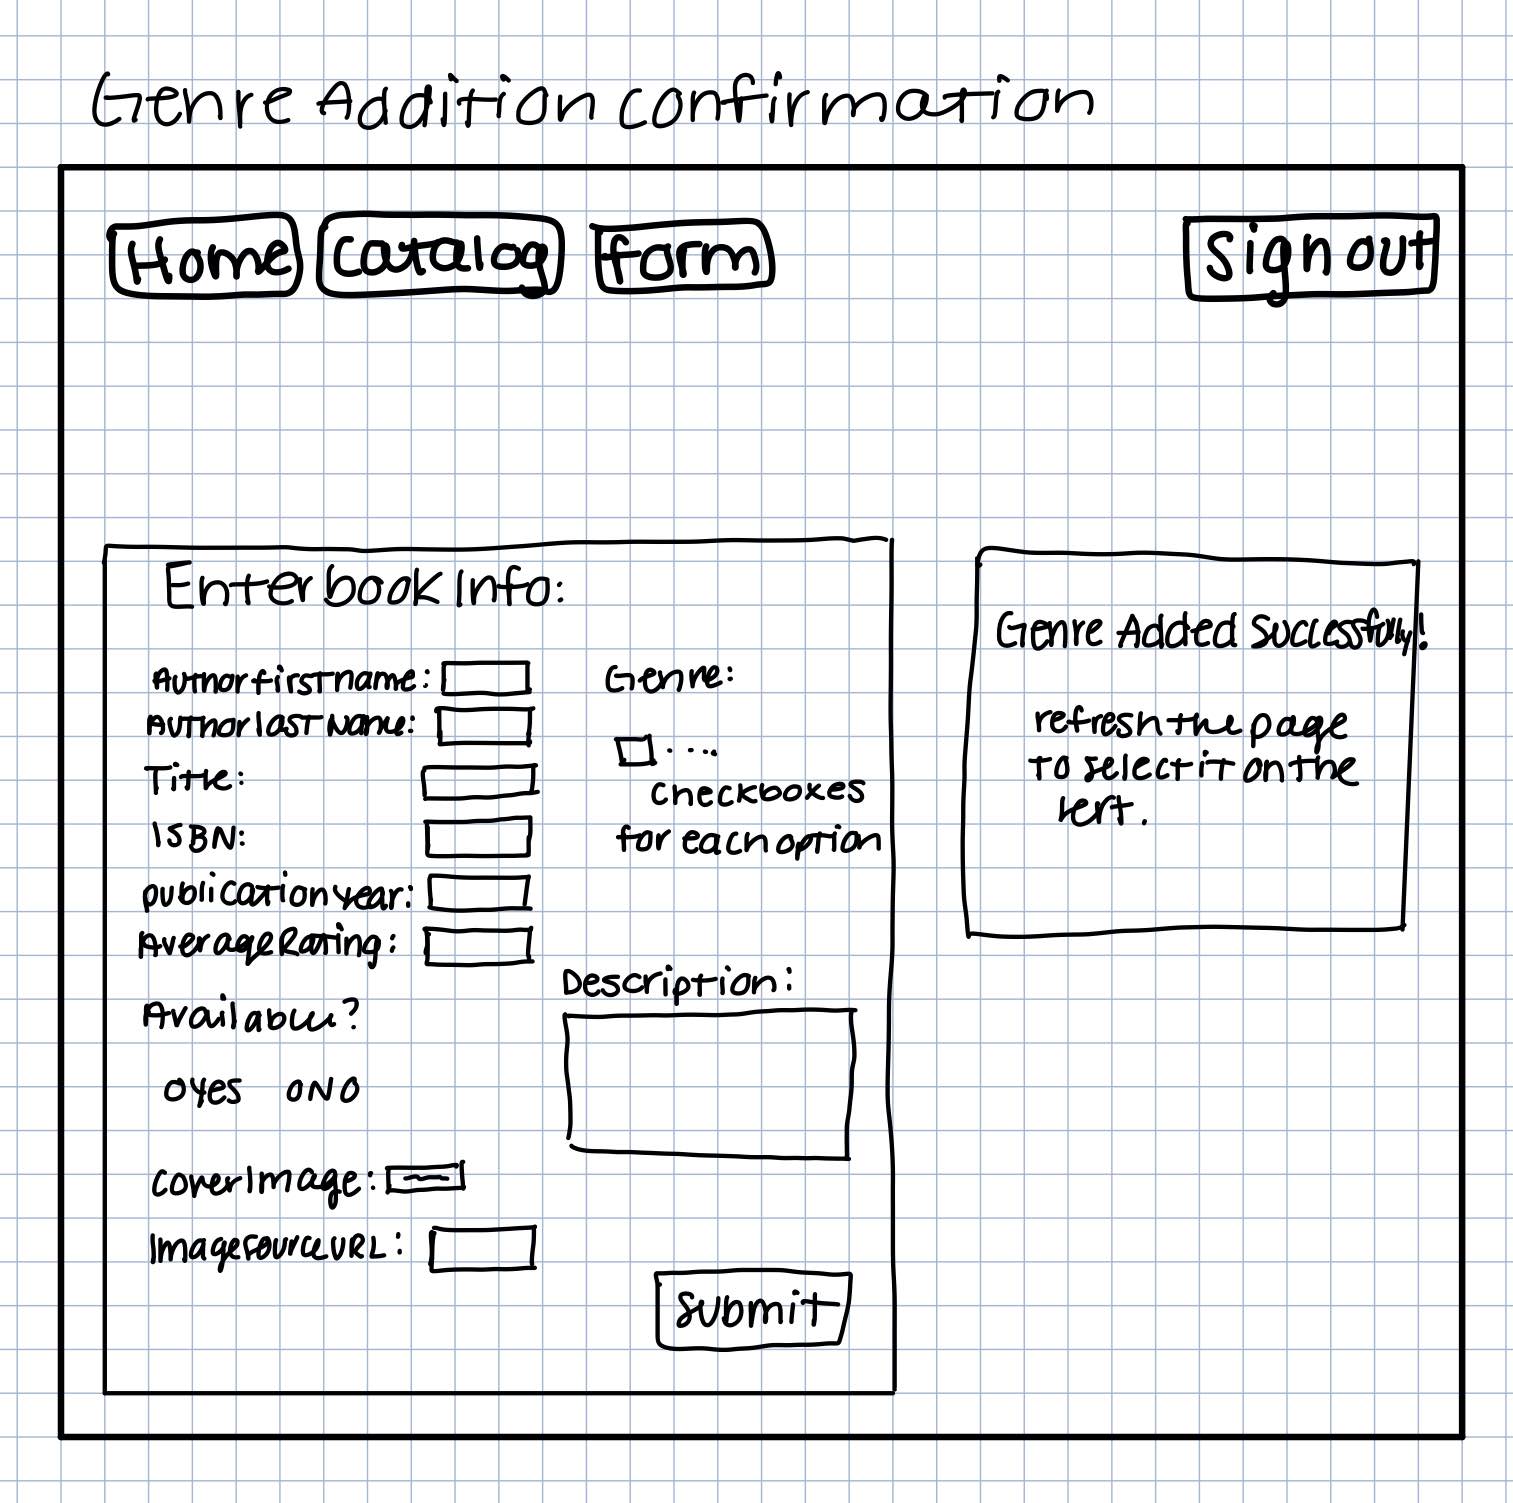 Genre Addition confirmation
Home
Catalog
form
Sign out
Enter book Info:
Author first name:
Author last Name:
Title:
ISBN:
publication year:
Average Rating:
Available?
yes
NO
cover Image:
Image source URL:
Genre:
....
checkboxes
for each option
Description:
submit
Genre Added Successfully!
refresh the page
to select it on the
left.